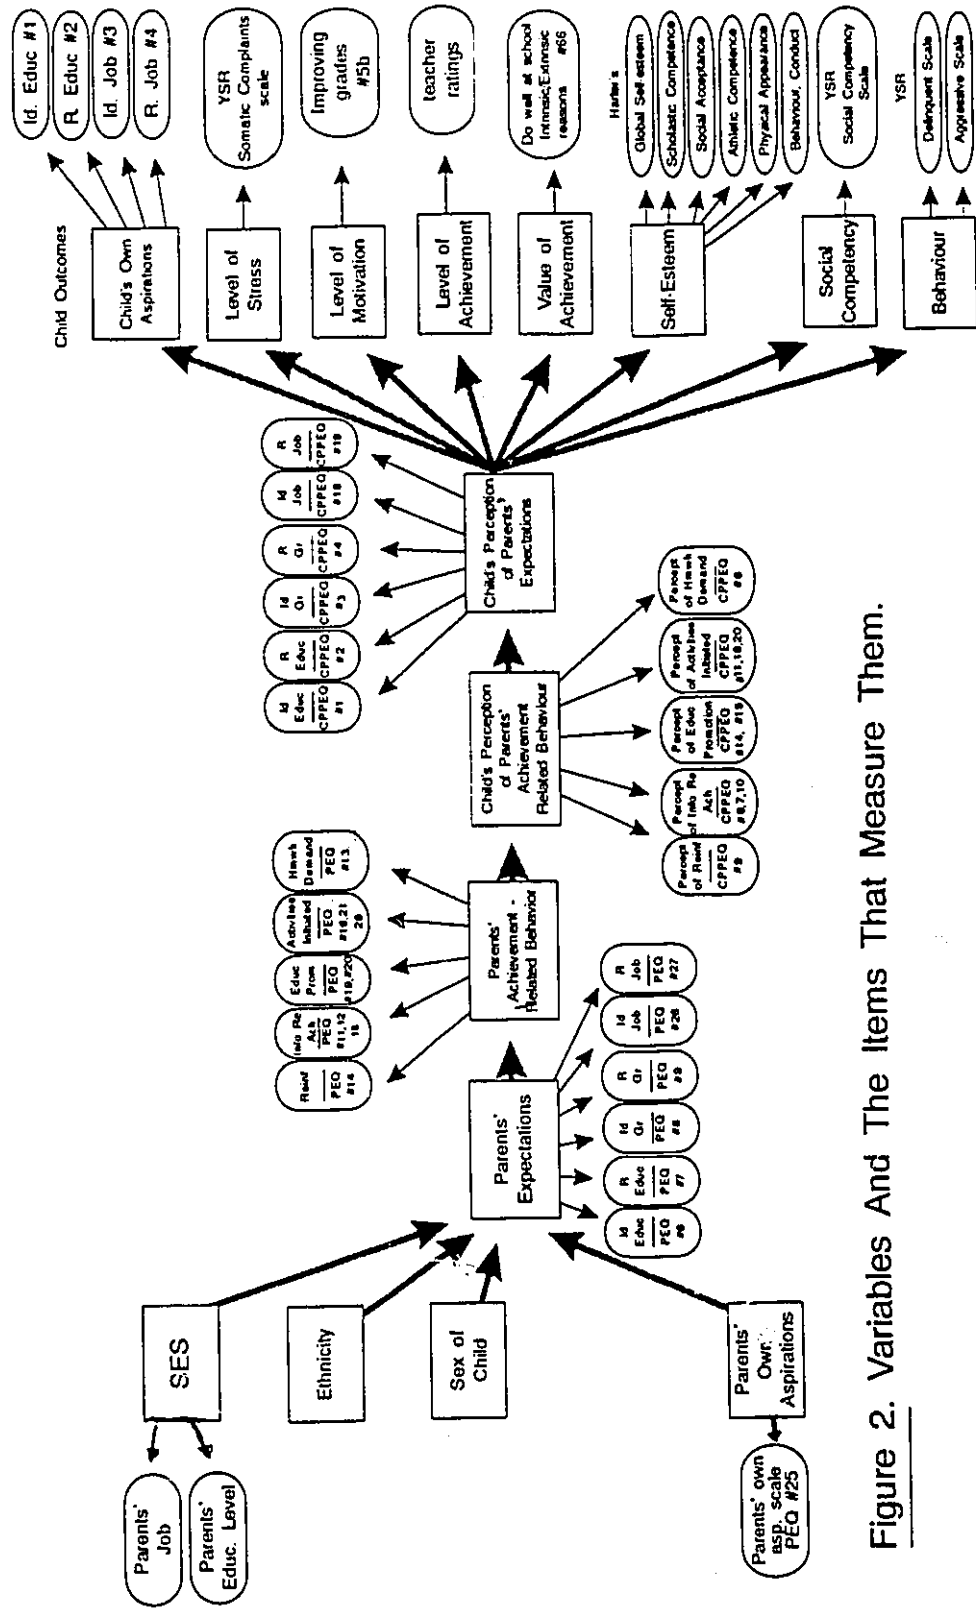 Parents'
Job
Parents'
Educ. Level
SES
Ethnicity
Sex of
Child
Parents' own
asp. scale
PEQ #25
Parents'
Own
Aspirations
Parents'
Expectations
Id
Educ
PEQ
#6
R
Educ
PEQ
#7
Id
Gr
PEQ
#8
R
Gr
PEQ
#9
Id
Job
PEQ
#26
R
Job
PEQ
#27
Reinf
PEQ
#14
Info Re
Ach
PEQ
#11,12
Educ
Prom
PEQ
#19,#20
Activities
Initiated
PEQ
Hmwk
Demand
PEQ
#13
Parents'
Achievement -
Related Behavior
Child's Perception
of Parents'
Achievement
Related Behaviour
Percept
of Reinf
CPPEQ
#9
Percept
of Info Re
Ach
CPPEQ
Percept
of Educ
Promotion
CPPEQ
#14, #15
Percept
of Activities
Initiated
CPPEQ
Percept
of Hmwk
Demand
CPPEQ
Id
Educ
CPPEQ
#1
R
Educ
CPPEQ
#2
Id
Gr
CPPEQ
#3
R
Gr
CPPEQ
#4
Id
Job
CPPEQ
#18
R
Job
CPPEQ
#19
Child's Perception
of Parents'
Expectations
Child Outcomes
Child's Own
Aspirations
Id. Educ #1
R Educ #2
Id. Job #3
R. Job #4
Level of
Stress
YSR
Somatic Complaints
scale
Level of
Motivation
Improving
grades
#5b
Level of
Achievement
teacher
ratings
Value of
Achievement
Do well at school
Intrinsic/Extrinsic
reasons #66
Self-Esteem
Harter's
Global Self-esteem
Scholastic Competence
Social Acceptance
Athletic Competence
Physical Appearance
Behaviour, Conduct
Social
Competency
YSR
Social Competency
Scale
Behaviour
YSR
Delinquent Scale
Aggressive Scale
Figure 2. Variables And The Items That Measure Them.